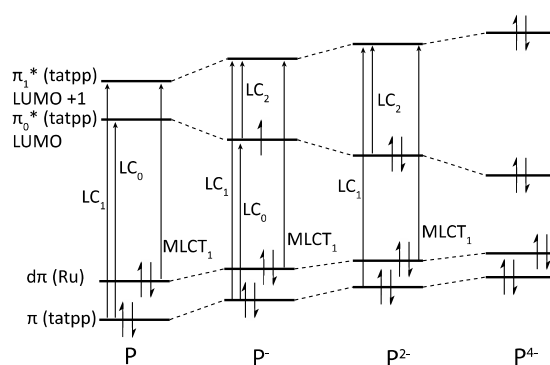 π₁* (tatpp)
LUMO +1
π₀* (tatpp)
LUMO
dπ (Ru)
π (tatpp)
LC₁
LC₀
MLCT₁
LC₁
LC₂
LC₀
MLCT₁
LC₂
LC₁
MLCT₁
P
P⁻
P²⁻
P⁴⁻